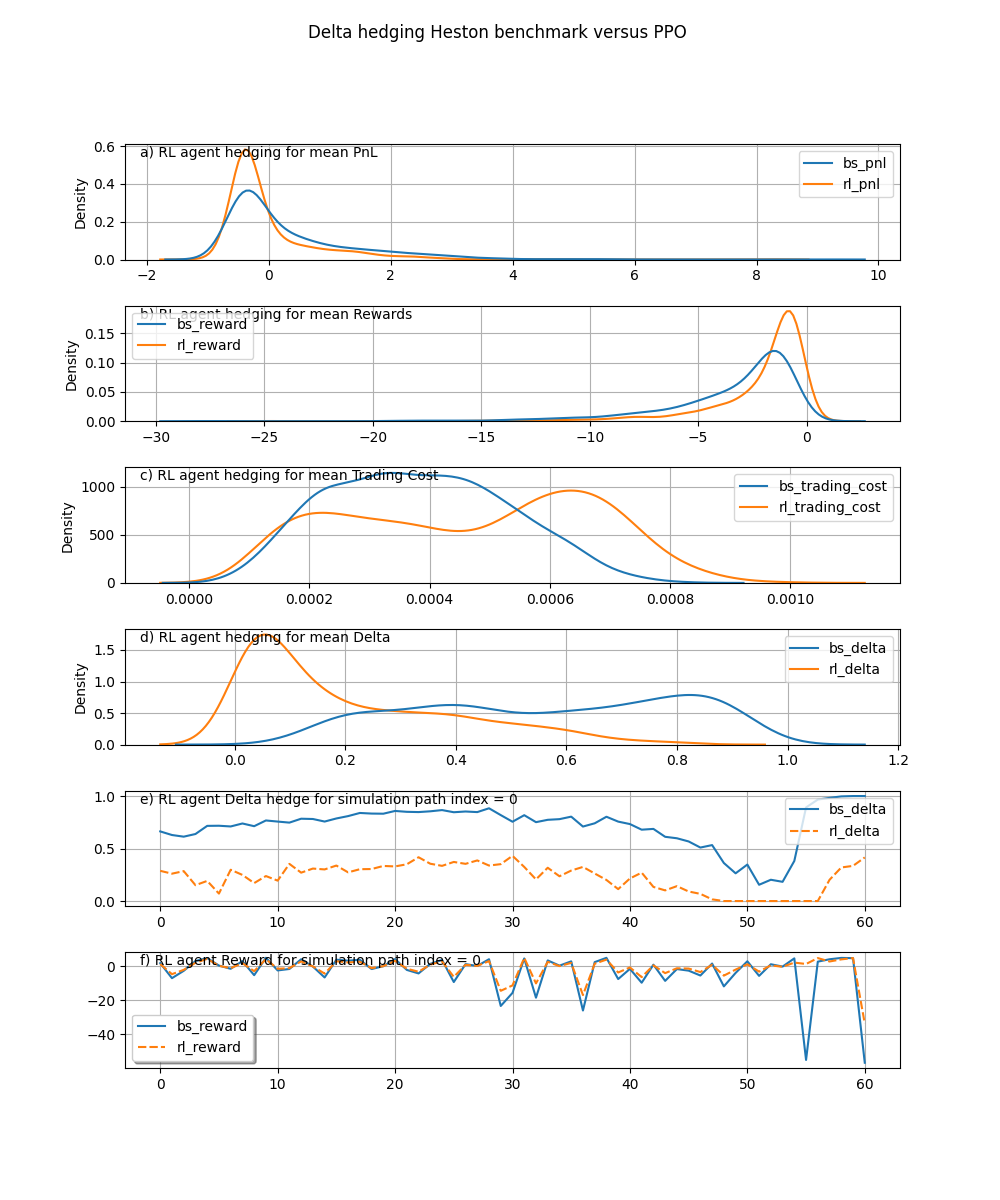 Delta hedging Heston benchmark versus PPO
a) RL agent hedging for mean PnL
bs_pnl
rl_pnl
Density
0.6
0.4
0.2
0.0
−2 0 2 4 6 8 10
b) RL agent hedging for mean Rewards
bs_reward
rl_reward
Density
0.15
0.10
0.05
0.00
−30 −25 −20 −15 −10 −5 0
c) RL agent hedging for mean Trading Cost
bs_trading_cost
rl_trading_cost
Density
1000
500
0
0.0000 0.0002 0.0004 0.0006 0.0008 0.0010
d) RL agent hedging for mean Delta
bs_delta
rl_delta
Density
1.5
1.0
0.5
0.0
0.0 0.2 0.4 0.6 0.8 1.0 1.2
e) RL agent Delta hedge for simulation path index = 0
bs_delta
rl_delta
1.0
0.5
0.0
0 10 20 30 40 50 60
f) RL agent Reward for simulation path index = 0
bs_reward
rl_reward
0
−20
−40
0 10 20 30 40 50 60